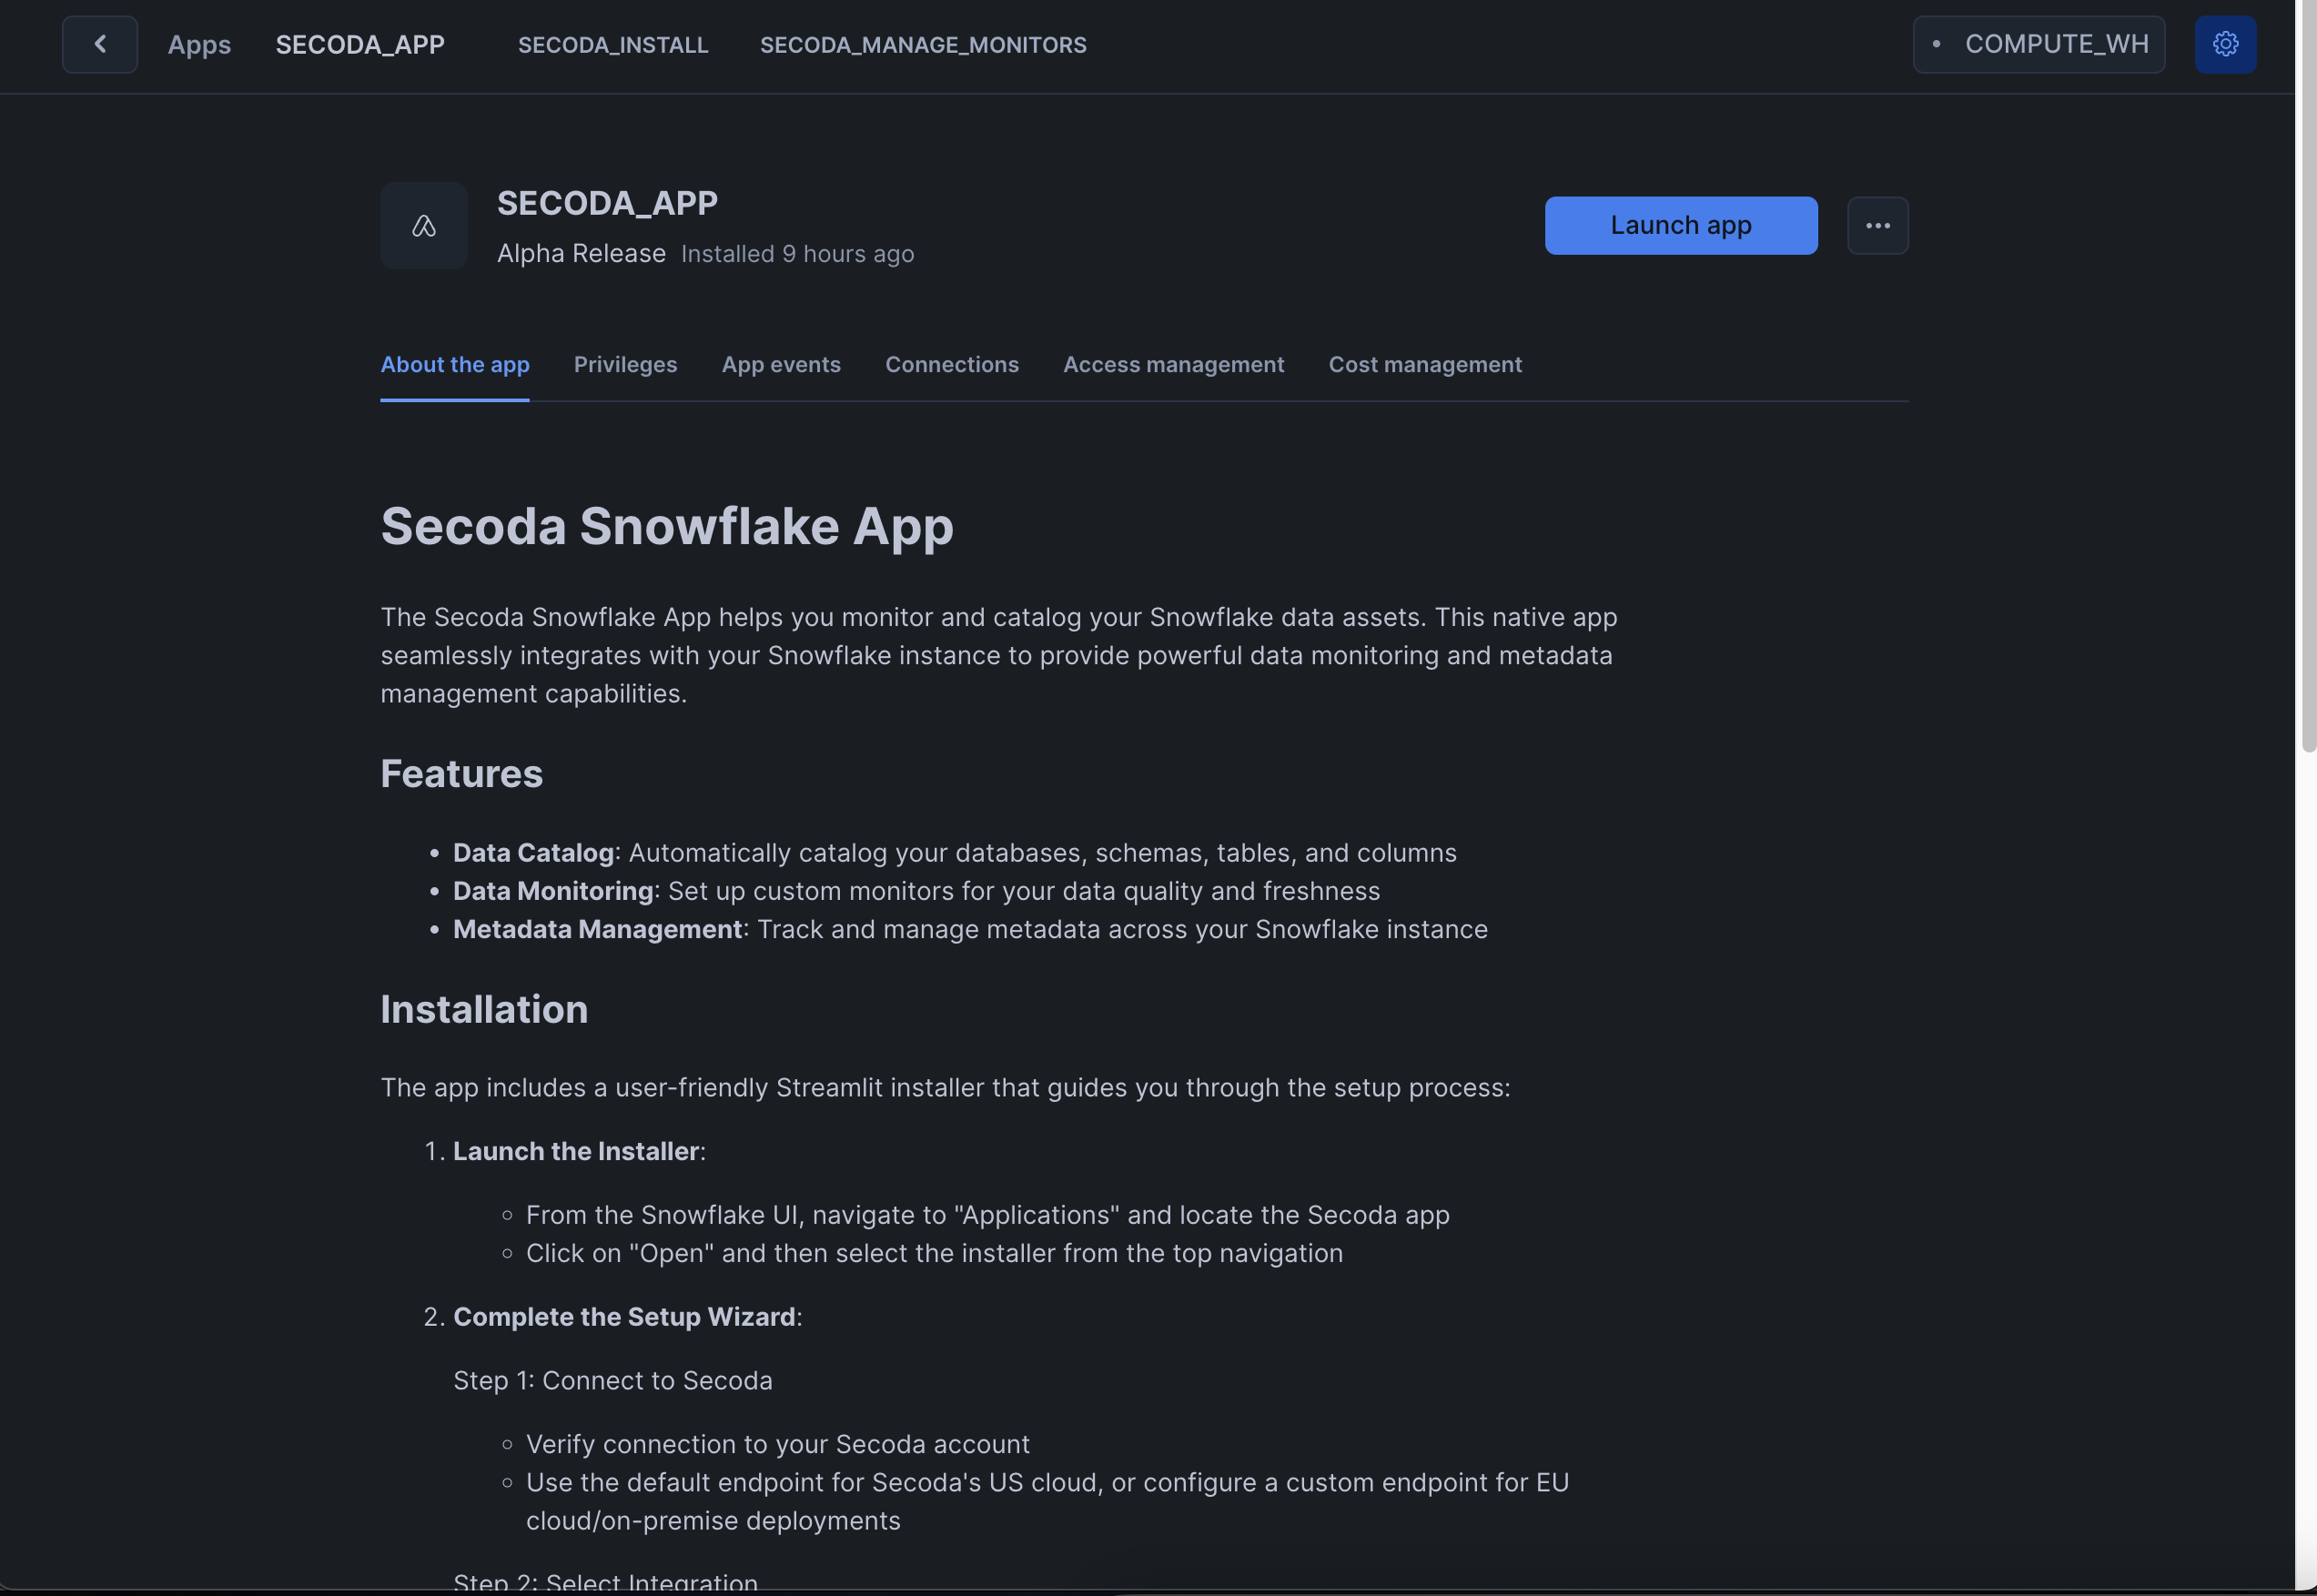 Apps SECODA_APP SECODA_INSTALL SECODA_MANAGE_MONITORS • COMPUTE_WH
SECODA_APP
Alpha Release Installed 9 hours ago
Launch app
About the app Privileges App events Connections Access management Cost management
Secoda Snowflake App
The Secoda Snowflake App helps you monitor and catalog your Snowflake data assets. This native app
seamlessly integrates with your Snowflake instance to provide powerful data monitoring and metadata
management capabilities.
Features
• Data Catalog: Automatically catalog your databases, schemas, tables, and columns
• Data Monitoring: Set up custom monitors for your data quality and freshness
• Metadata Management: Track and manage metadata across your Snowflake instance
Installation
The app includes a user-friendly Streamlit installer that guides you through the setup process:
1. Launch the Installer:
◦ From the Snowflake UI, navigate to "Applications" and locate the Secoda app
◦ Click on "Open" and then select the installer from the top navigation
2. Complete the Setup Wizard:
Step 1: Connect to Secoda
◦ Verify connection to your Secoda account
◦ Use the default endpoint for Secoda's US cloud, or configure a custom endpoint for EU
cloud/on-premise deployments
Step 2: Select Integration